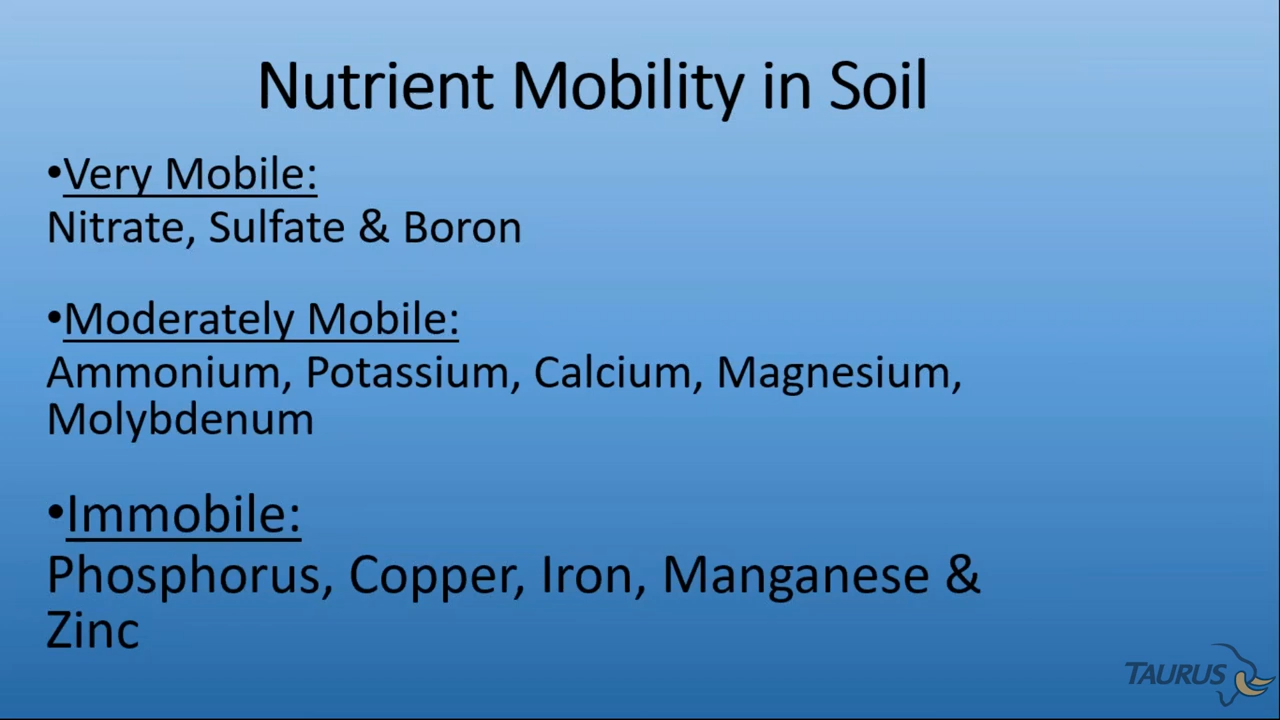 Nutrient Mobility in Soil
•Very Mobile:
Nitrate, Sulfate & Boron
•Moderately Mobile:
Ammonium, Potassium, Calcium, Magnesium,
Molybdenum
•Immobile:
Phosphorus, Copper, Iron, Manganese &
Zinc
TAURUS